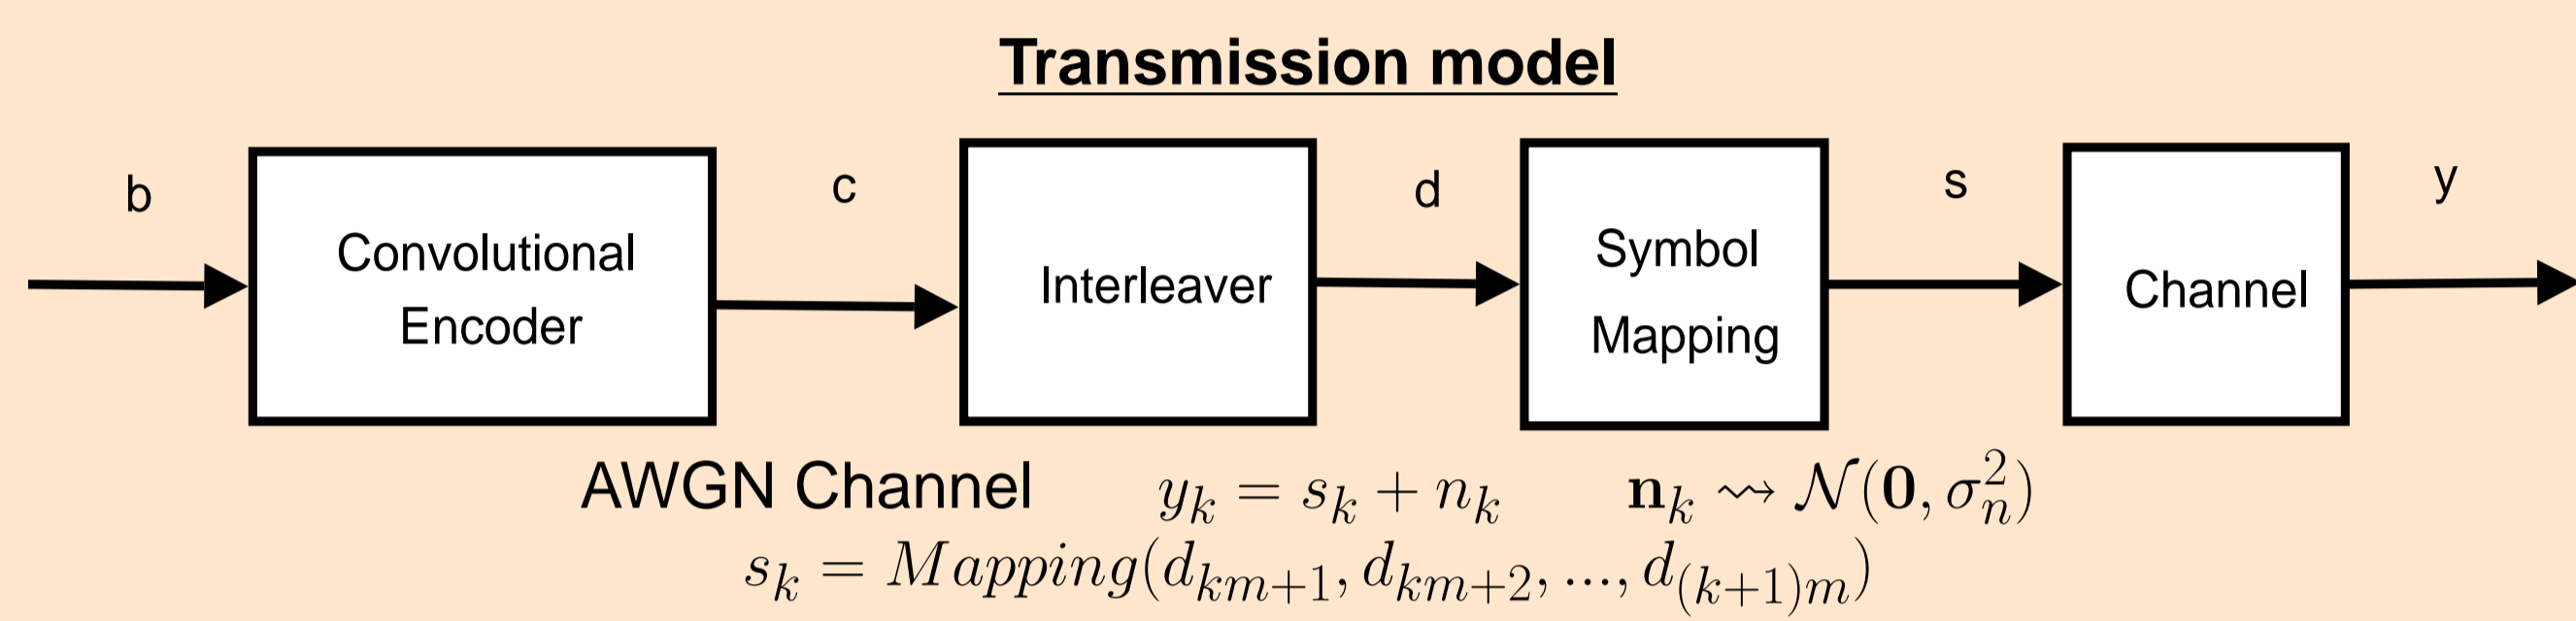 Transmission model
b
Convolutional
Encoder
c
Interleaver
d
Symbol
Mapping
s
Channel
y
AWGN Channel y_k = s_k + n_k 𝐧_k ⇝ 𝒩(𝟎, σ_n^2)
s_k = Mapping(d_{km+1}, d_{km+2}, ..., d_{(k+1)m})